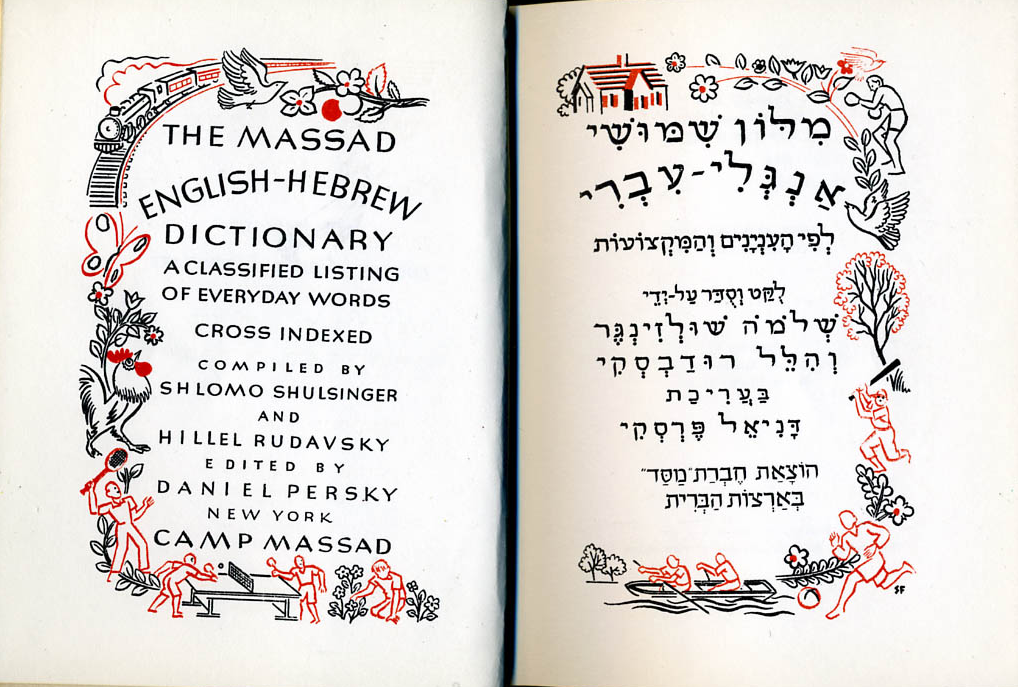 THE MASSAD
ENGLISH-HEBREW
DICTIONARY
A CLASSIFIED LISTING
OF EVERYDAY WORDS
CROSS INDEXED
COMPILED BY
SHLOMO SHULSINGER
AND
HILLEL RUDAVSKY
EDITED BY
DANIEL PERSKY
NEW YORK
CAMP MASSAD
מִלּוֹן שִׁמּוּשִׁי
אַנְגְּלִי-עִבְרִי
לְפִי הָעִנְיָנִים וְהַמִּקְצוֹעוֹת
לֻקַּט וְסֻדַּר עַל-יְדֵי
שְׁלֹמֹה שׁוּלְזִינְגֶּר
וְהִלֵּל רוּדַבְסְקִי
בַּעֲרִיכַת
דָּנִיאֵל פֶּרְסְקִי
הוֹצָאַת חֶבְרַת "מַסַּד"
בְּאַרְצוֹת הַבְּרִית
SF